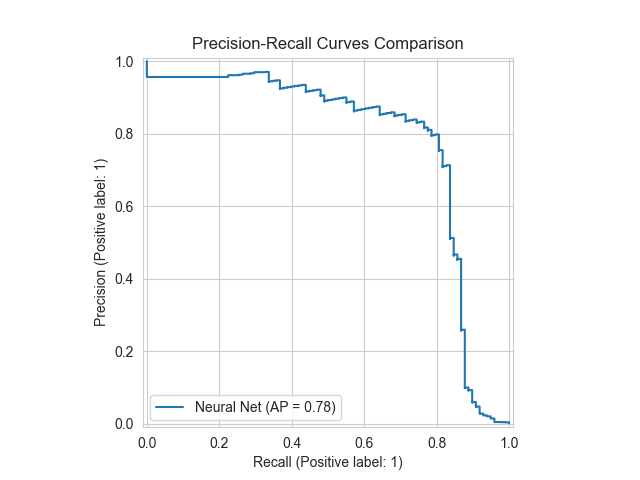 Precision-Recall Curves Comparison
1.0
0.8
0.6
0.4
0.2
0.0
Precision (Positive label: 1)
Neural Net (AP = 0.78)
0.0 0.2 0.4 0.6 0.8 1.0
Recall (Positive label: 1)